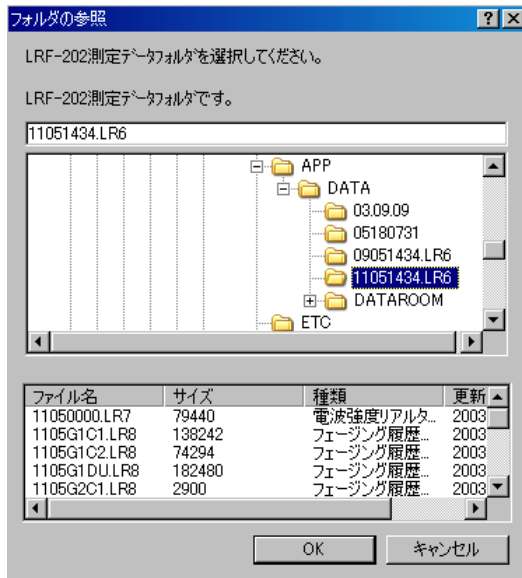 フォルダの参照
LRF-202測定ﾃﾞｰﾀﾌｫﾙﾀﾞを選択してください。
LRF-202測定ﾃﾞｰﾀﾌｫﾙﾀﾞです。
11051434.LR6
APP
DATA
03.09.09
05180731
09051434.LR6
11051434.LR6
DATAROOM
ETC
ファイル名 サイズ 種類 更新
11050000.LR7 79440 電波強度リアルタ... 2003
1105G1C1.LR8 138242 フェージング履歴... 2003
1105G1C2.LR8 74294 フェージング履歴... 2003
1105G1DU.LR8 182480 フェージング履歴... 2003
1105G2C1.LR8 2900 フェージング履歴... 2003
OK キャンセル